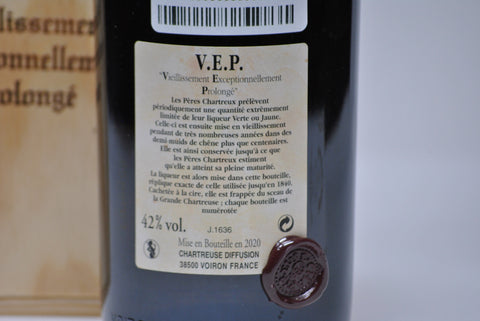 llissement
onnellem
olongé
V.E.P.
"Vieillissement Exceptionnellement
Prolongé"
Les Pères Chartreux prélèvent
périodiquement une quantité extrêmement
limitée de leur liqueur Verte ou Jaune.
Celle-ci est ensuite mise en vieillissement
pendant de très nombreuses années dans des
demi muids de chêne plus que centenaires.
Elle est ainsi conservée jusqu'à ce que
les Pères Chartreux estiment
qu'elle a atteint sa pleine maturité.
La liqueur est alors mise dans cette bouteille,
réplique exacte de celle utilisée jusqu'en 1840.
Cachetée à la cire, elle est frappée du sceau de
la Grande Chartreuse ; chaque bouteille est
numérotée
42% vol.
J.1636
Mise en Bouteille en 2020
CHARTREUSE DIFFUSION
38500 VOIRON FRANCE